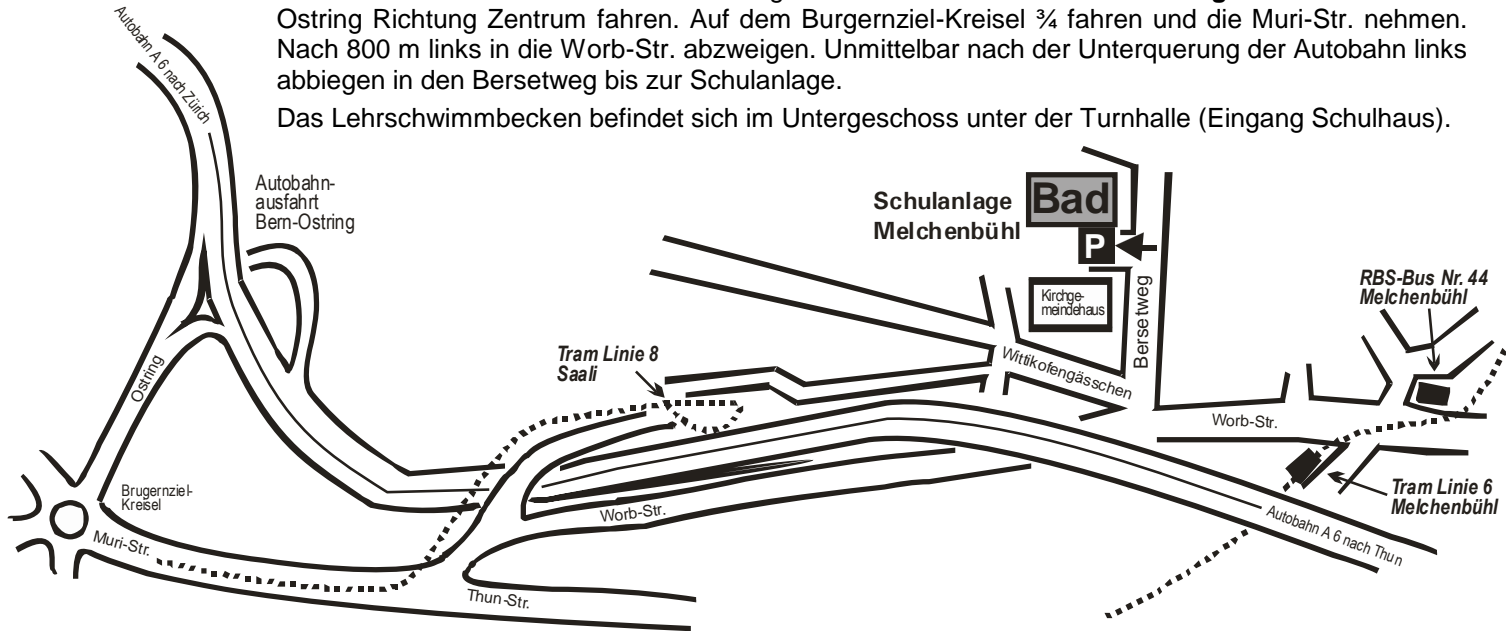 Ostring Richtung Zentrum fahren. Auf dem Burgernziel-Kreisel ¾ fahren und die Muri-Str. nehmen.
Nach 800 m links in die Worb-Str. abzweigen. Unmittelbar nach der Unterquerung der Autobahn links
abbiegen in den Bersetweg bis zur Schulanlage.
Das Lehrschwimmbecken befindet sich im Untergeschoss unter der Turnhalle (Eingang Schulhaus).
Autobahn A 6 nach Zürich
Autobahn-
ausfahrt
Bern-Ostring
Schulanlage
Melchenbühl
Bad
P
Kirchge-
meindehaus
Bersetweg
RBS-Bus Nr. 44
Melchenbühl
Ostring
Tram Linie 8
Saali
Wittikofengässchen
Worb-Str.
Brugernziel-
Kreisel
Muri-Str.
Worb-Str.
Tram Linie 6
Melchenbühl
Autobahn A 6 nach Thun
Thun-Str.